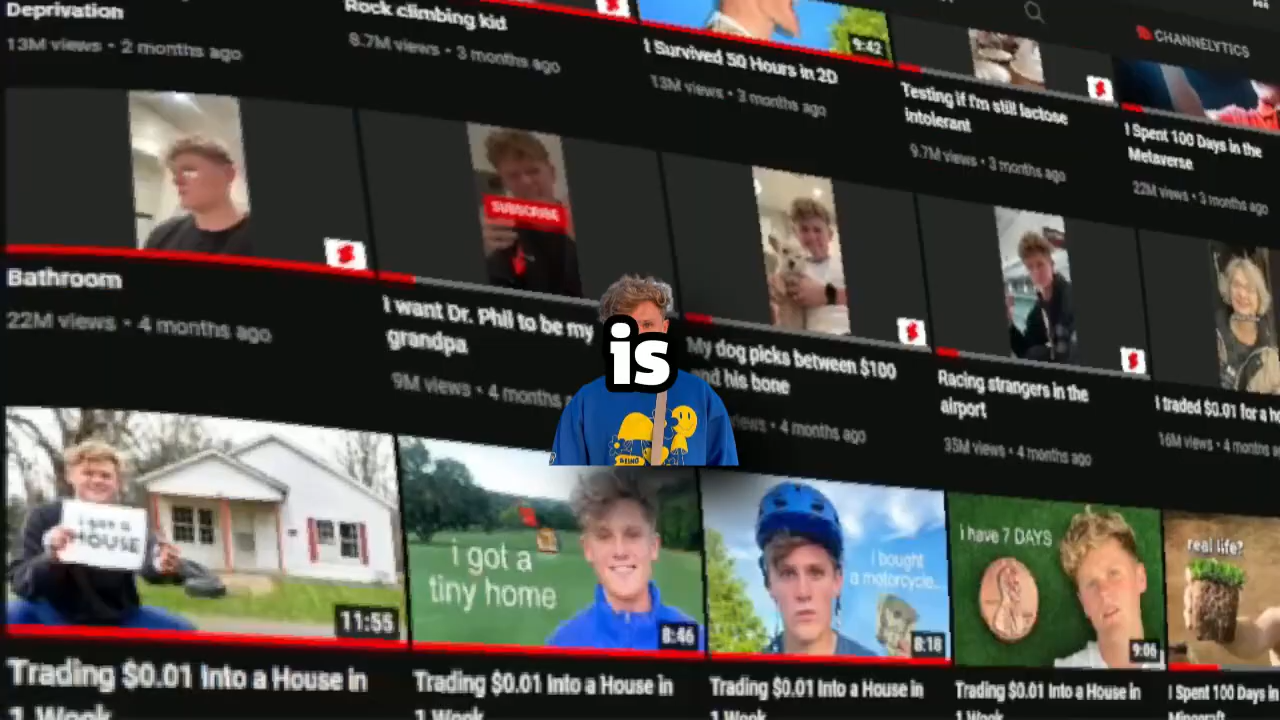 Deprivation
13M views • 2 months ago
Rock climbing kid
8.7M views • 3 months ago
9:42
I Survived 50 Hours in 2D
13M views • 3 months ago
Testing if I'm still lactose
intolerant
9.7M views • 3 months ago
CHANNELYTICS
I Spent 100 Days in the
Metaverse
22M views • 3 months ago
Bathroom
22M views • 4 months ago
SUBSCRIBE
I want Dr. Phil to be my
grandpa
9M views • 4 months
is
My dog picks between $100
and his bone
views • 4 months ago
Racing strangers in the
airport
35M views • 4 months ago
I traded $0.01 for a
16M views • 4 months
BEING
i got a
HOUSE
11:55
Trading $0.01 Into a House in
1 Week
i got a
tiny home
8:46
Trading $0.01 Into a House in
1 Week
i bought
a motorcycle...
8:18
Trading $0.01 Into a House in
1 Week
i have 7 DAYS
9:06
Trading $0.01 Into a House in
1 Week
real life?
I Spent 100 Days in
Minecraft